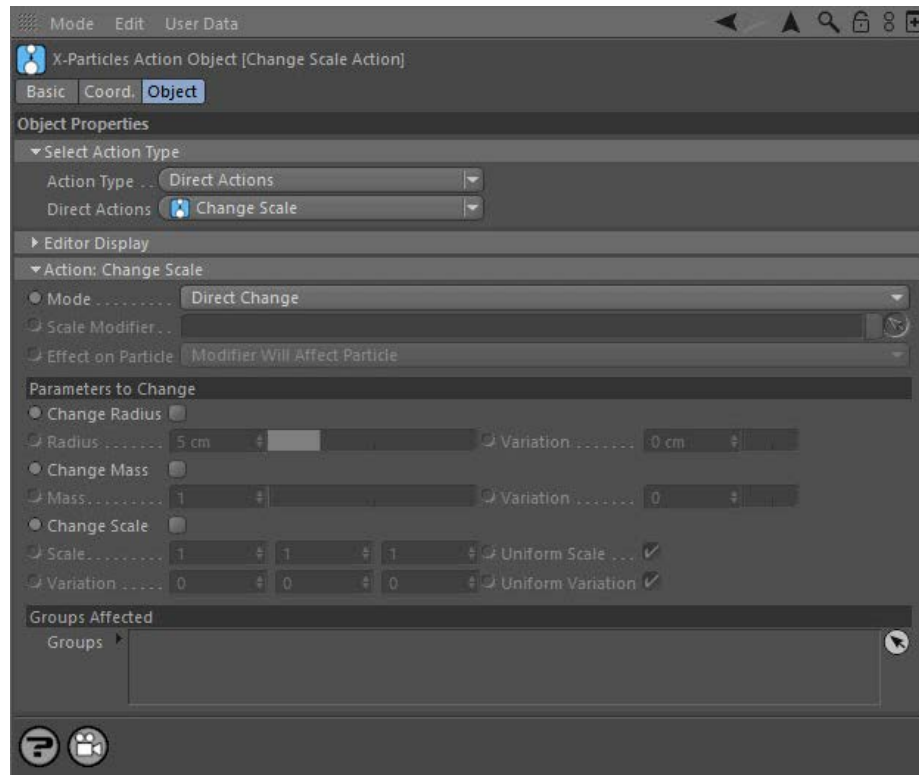 Mode Edit User Data
X-Particles Action Object [Change Scale Action]
Basic Coord. Object
Object Properties
Select Action Type
Action Type . . Direct Actions
Direct Actions Change Scale
Editor Display
Action: Change Scale
Mode . . . . . . . . . Direct Change
Scale Modifier . .
Effect on Particle Modifier Will Affect Particle
Parameters to Change
Change Radius
Radius . . . . . . . 5 cm Variation . . . . . . . 0 cm
Change Mass
Mass. . . . . . . . . 1 Variation . . . . . . . 0
Change Scale
Scale. . . . . . . . . 1 1 1 Uniform Scale . . .
Variation . . . . . 0 0 0 Uniform Variation
Groups Affected
Groups